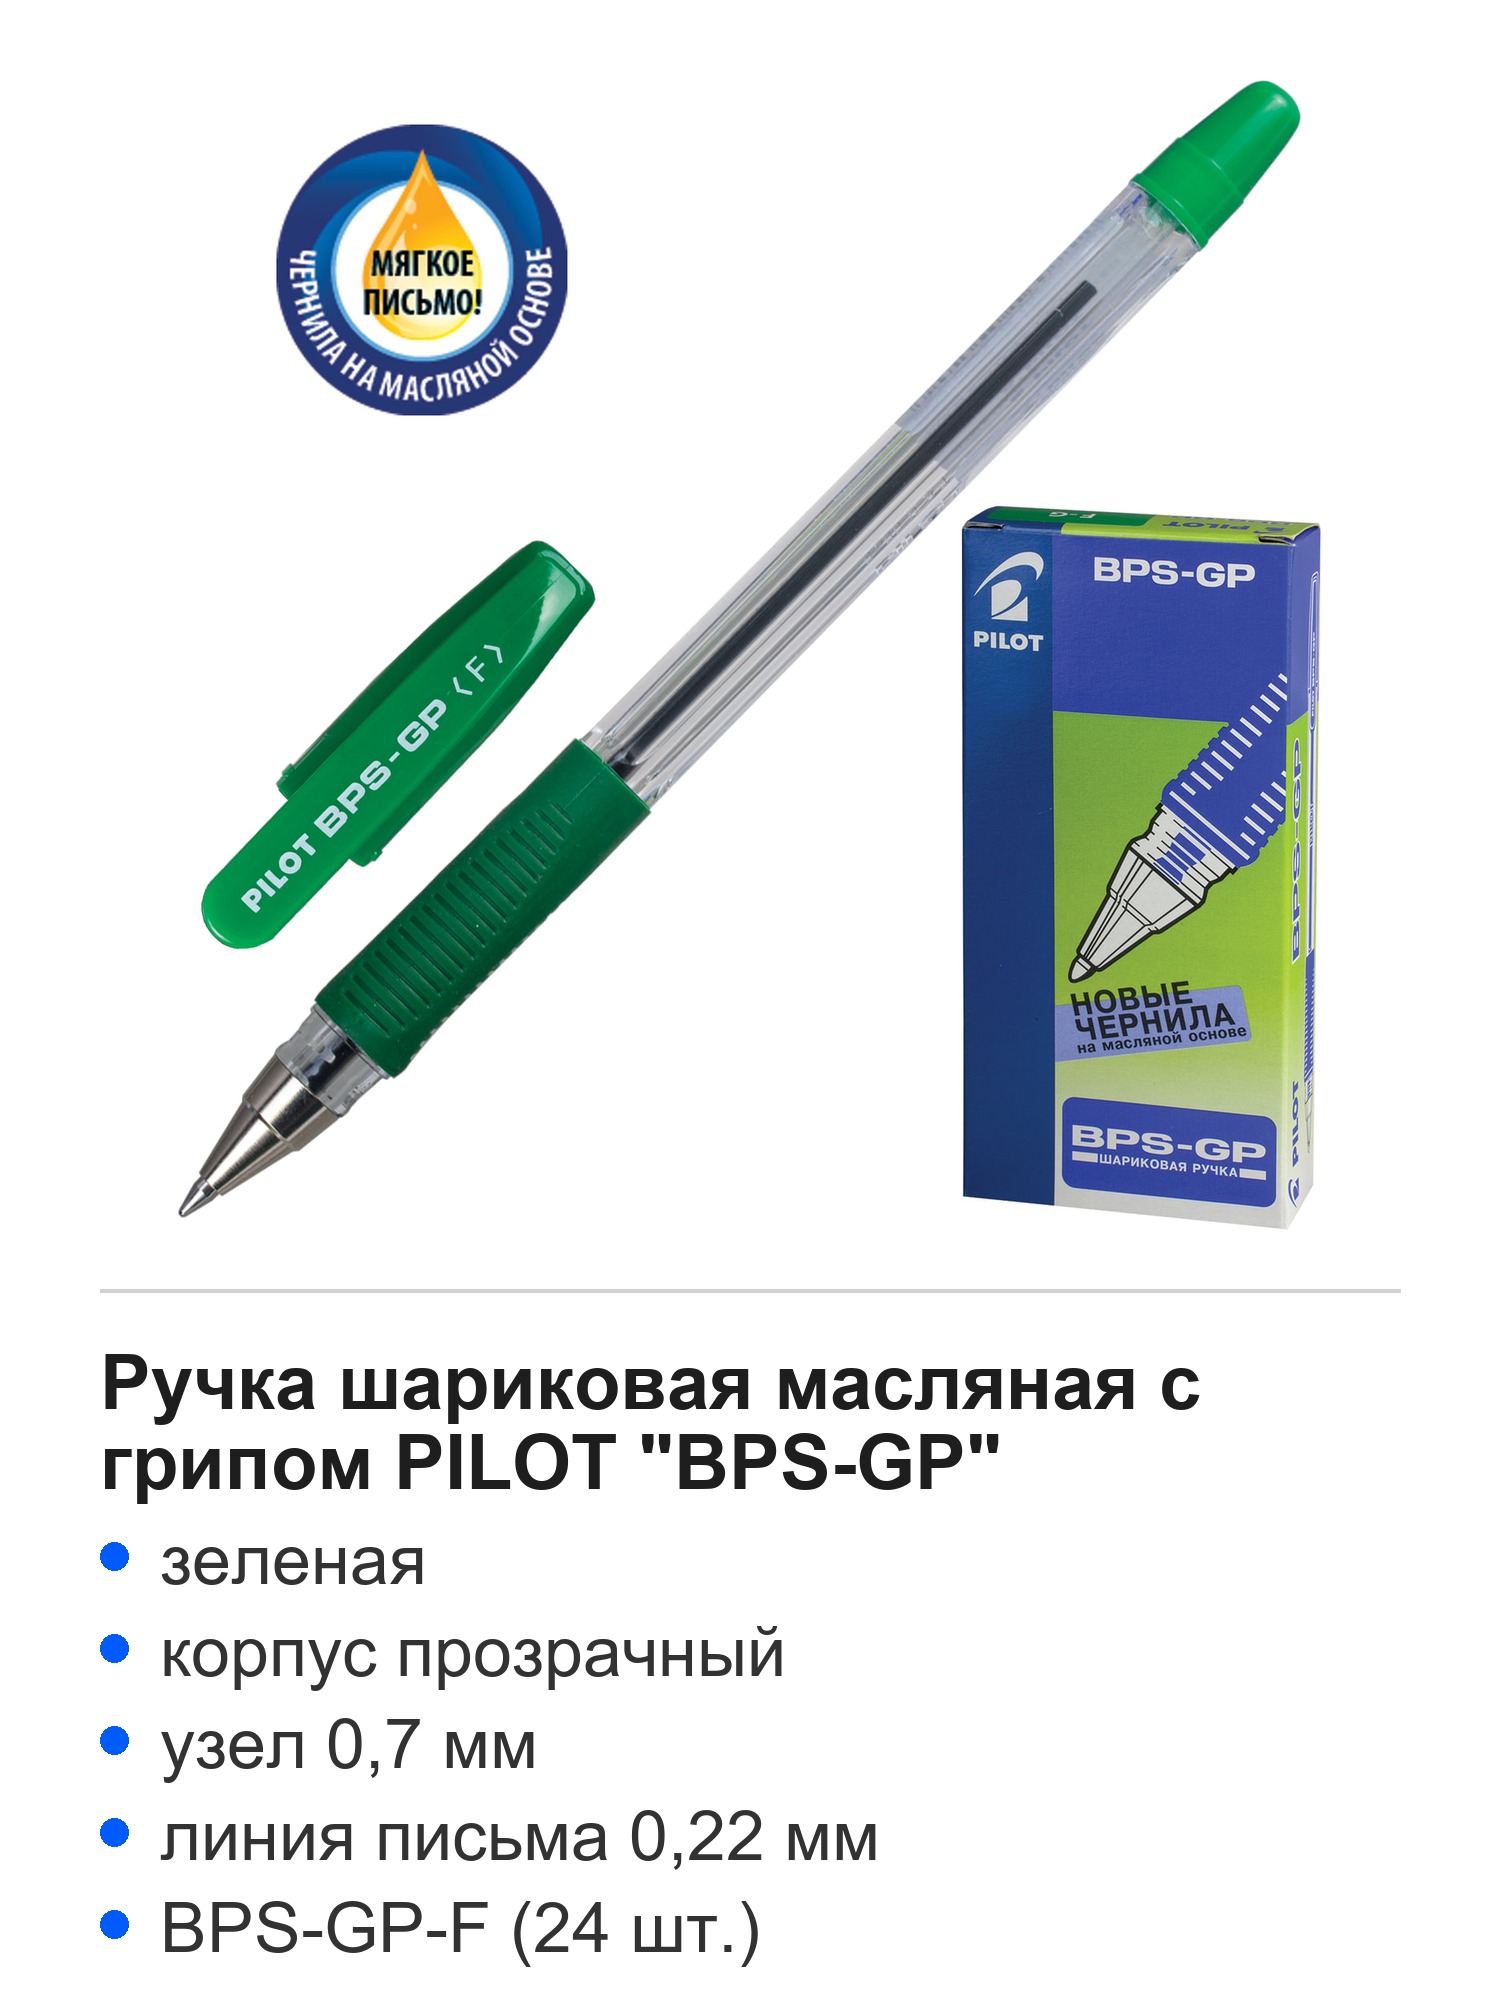 МЯГКОЕ
ПИСЬМО!
ЧЕРНИЛА НА МАСЛЯНОЙ ОСНОВЕ
F-G
PILOT
BPS-GP
PILOT
PILOT BPS-GP ‹F›
BPS-GP
НОВЫЕ
ЧЕРНИЛА
на масляной основе
BPS-GP
ШАРИКОВАЯ РУЧКА
PILOT
Ручка шариковая масляная с
грипом PILOT "BPS-GP"
зеленая
корпус прозрачный
узел 0,7 мм
линия письма 0,22 мм
BPS-GP-F (24 шт.)